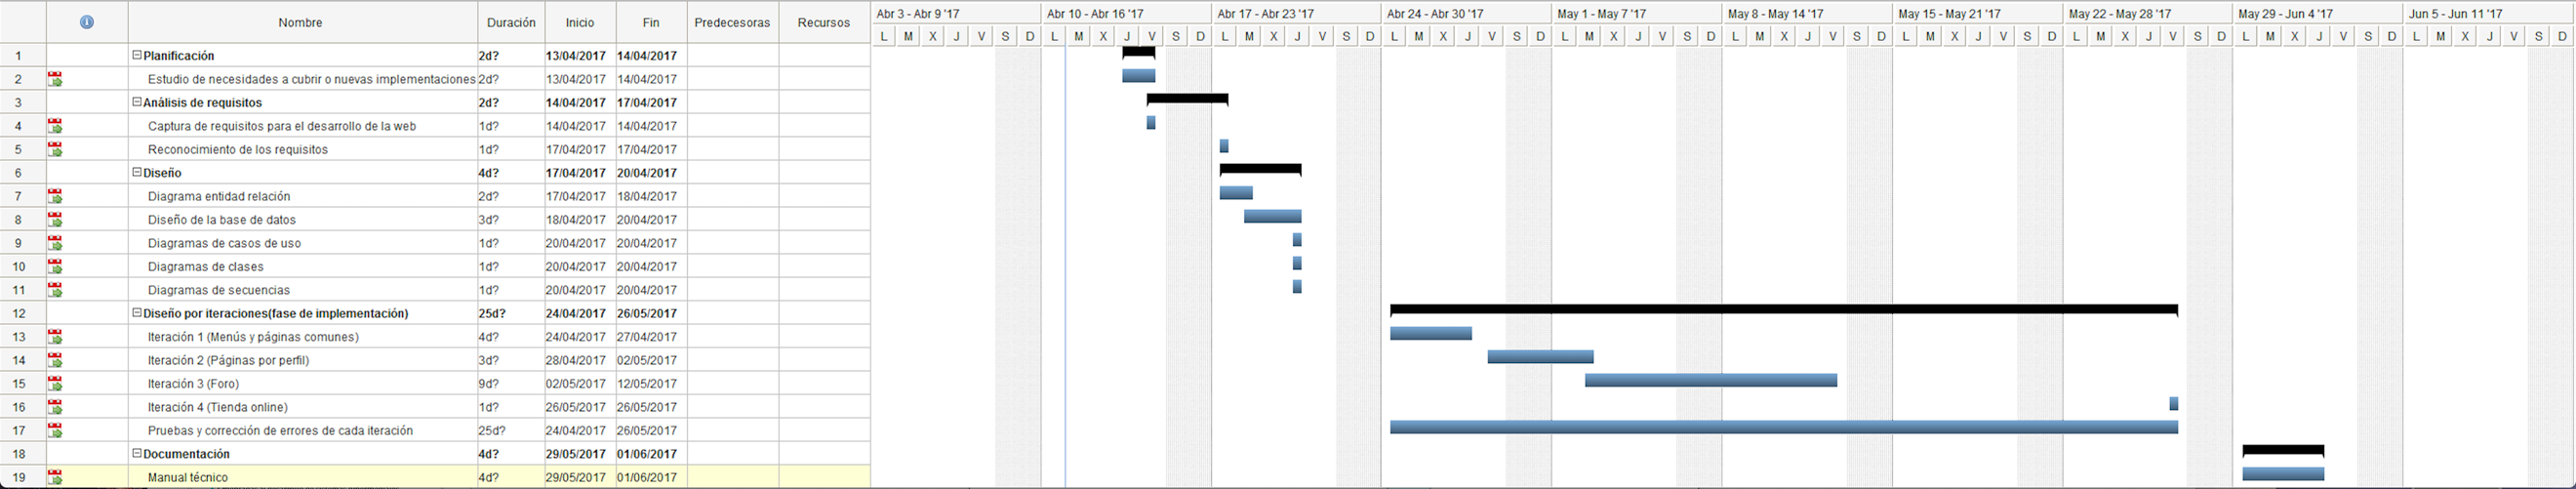 Nombre Duración Inicio Fin Predecesoras Recursos Abr 3 - Abr 9 '17 Abr 10 - Abr 16 '17 Abr 17 - Abr 23 '17 Abr 24 - Abr 30 '17 May 1 - May 7 '17 May 8 - May 14 '17 May 15 - May 21 '17 May 22 - May 28 '17 May 29 - Jun 4 '17 Jun 5 - Jun 11 '17
L M X J V S D L M X J V S D L M X J V S D L M X J V S D L M X J V S D L M X J V S D L M X J V S D L M X J V S D L M X J V S D L M X J V S D
1 Planificación 2d? 13/04/2017 14/04/2017
2 Estudio de necesidades a cubrir o nuevas implementaciones 2d? 13/04/2017 14/04/2017
3 Análisis de requisitos 2d? 14/04/2017 17/04/2017
4 Captura de requisitos para el desarrollo de la web 1d? 14/04/2017 14/04/2017
5 Reconocimiento de los requisitos 1d? 17/04/2017 17/04/2017
6 Diseño 4d? 17/04/2017 20/04/2017
7 Diagrama entidad relación 2d? 17/04/2017 18/04/2017
8 Diseño de la base de datos 3d? 18/04/2017 20/04/2017
9 Diagramas de casos de uso 1d? 20/04/2017 20/04/2017
10 Diagramas de clases 1d? 20/04/2017 20/04/2017
11 Diagramas de secuencias 1d? 20/04/2017 20/04/2017
12 Diseño por iteraciones(fase de implementación) 25d? 24/04/2017 26/05/2017
13 Iteración 1 (Menús y páginas comunes) 4d? 24/04/2017 27/04/2017
14 Iteración 2 (Páginas por perfil) 3d? 28/04/2017 02/05/2017
15 Iteración 3 (Foro) 9d? 02/05/2017 12/05/2017
16 Iteración 4 (Tienda online) 1d? 26/05/2017 26/05/2017
17 Pruebas y corrección de errores de cada iteración 25d? 24/04/2017 26/05/2017
18 Documentación 4d? 29/05/2017 01/06/2017
19 Manual técnico 4d? 29/05/2017 01/06/2017